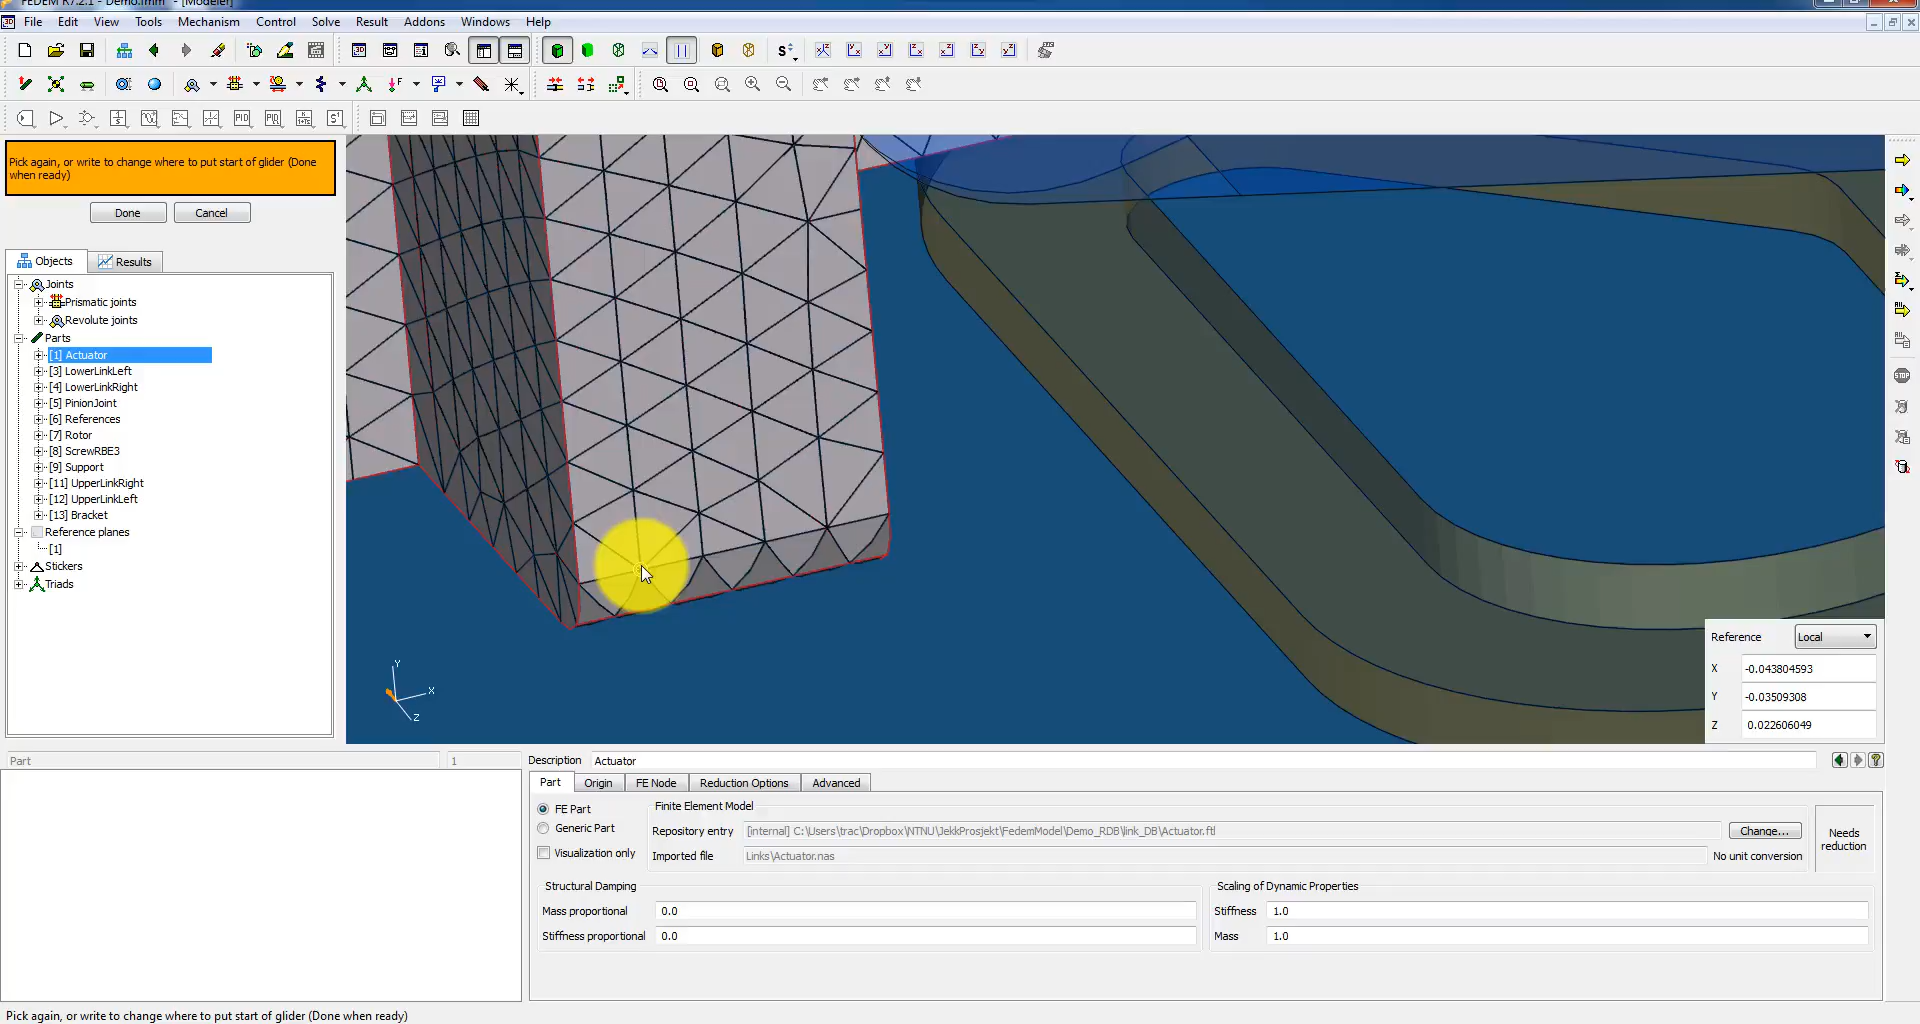 FEDEM R7.2.1 - Demo.fmm - [Modeler]
File Edit View Tools Mechanism Control Solve Result Addons Windows Help
Pick again, or write to change where to put start of glider (Done
when ready)
Done Cancel
Objects Results
Joints
Prismatic joints
Revolute joints
Parts
[1] Actuator
[3] LowerLinkLeft
[4] LowerLinkRight
[5] PinionJoint
[6] References
[7] Rotor
[8] ScrewRBE3
[9] Support
[11] UpperLinkRight
[12] UpperLinkLeft
[13] Bracket
Reference planes
[1]
Stickers
Triads
Y
X
Z
Reference Local
X -0.043804593
Y -0.03509308
Z 0.022606049
Part 1
Description Actuator
Part Origin FE Node Reduction Options Advanced
FE Part
Generic Part
Visualization only
Finite Element Model
Repository entry [internal] C:\Users\trac\Dropbox\NTNU\JekkProsjekt\FedemModel\Demo_RDB\link_DB\Actuator.ftl Change...
Imported file Links\Actuator.nas No unit conversion
Needs
reduction
Structural Damping
Mass proportional 0.0
Stiffness proportional 0.0
Scaling of Dynamic Properties
Stiffness 1.0
Mass 1.0
Pick again, or write to change where to put start of glider (Done when ready)